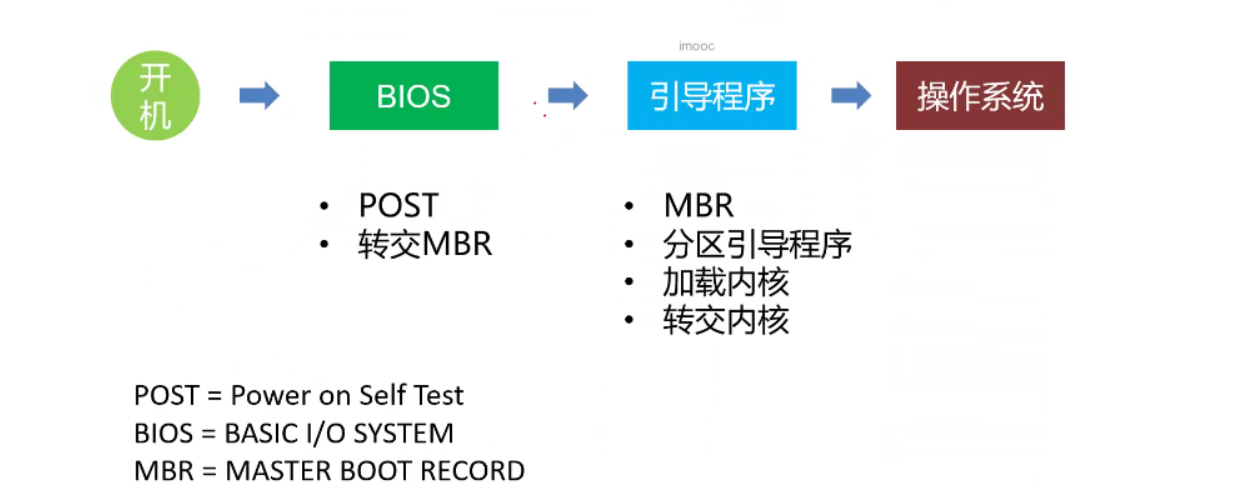 imooc
开
机
BIOS
引导程序
操作系统
• POST
• 转交MBR
• MBR
• 分区引导程序
• 加载内核
• 转交内核
POST = Power on Self Test
BIOS = BASIC I/O SYSTEM
MBR = MASTER BOOT RECORD